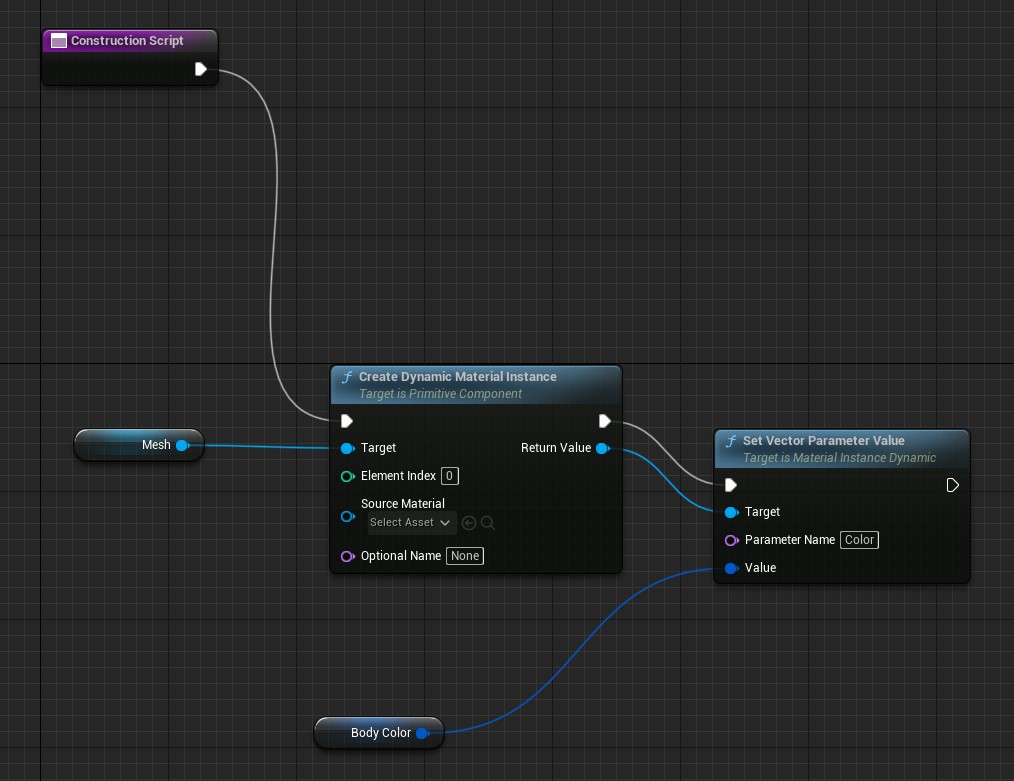 Construction Script
Create Dynamic Material Instance
Target is Primitive Component
Mesh
Target
Return Value
Element Index 0
Source Material
Select Asset
Optional Name None
Set Vector Parameter Value
Target is Material Instance Dynamic
Target
Parameter Name Color
Value
Body Color